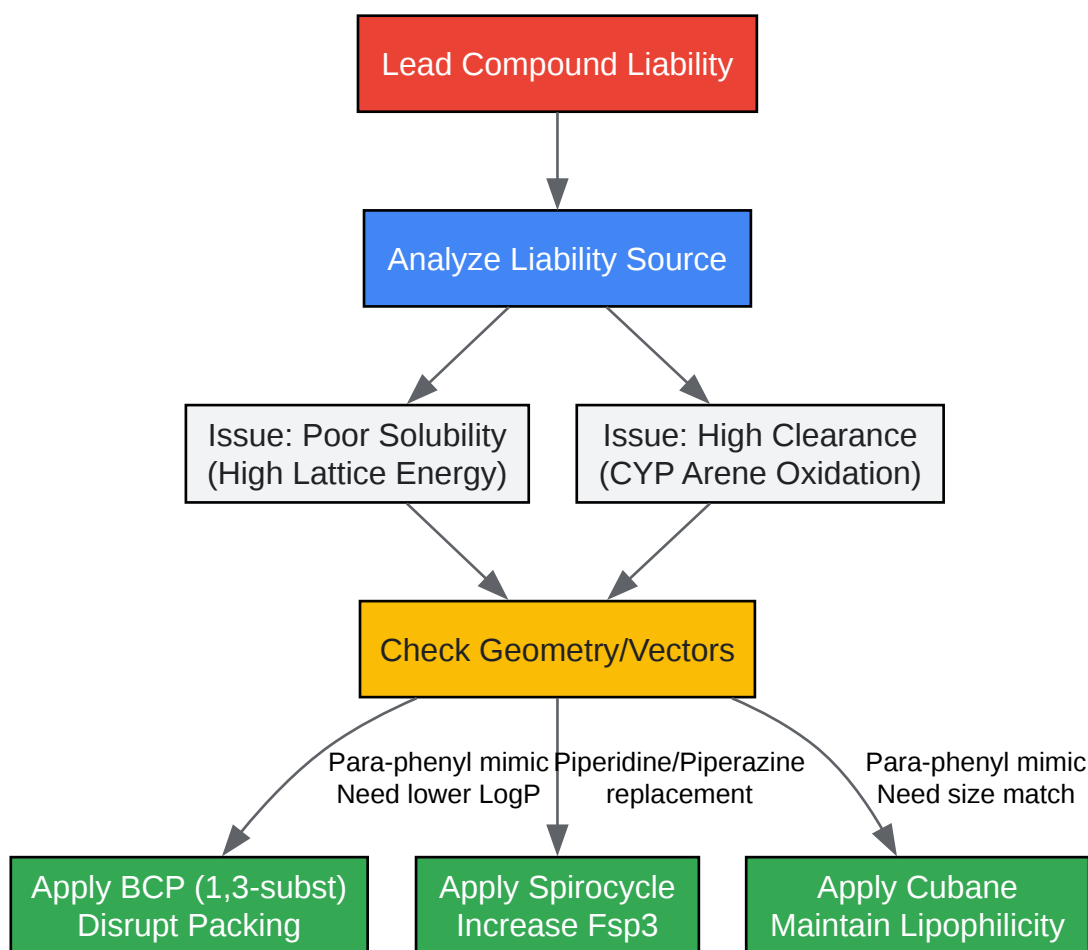 Lead Compound Liability
Analyze Liability Source
Issue: Poor Solubility
(High Lattice Energy)
Issue: High Clearance
(CYP Arene Oxidation)
Check Geometry/Vectors
Para-phenyl mimic
Need lower LogP
Piperidine/Piperazine
replacement
Para-phenyl mimic
Need size match
Apply BCP (1,3-subst)
Disrupt Packing
Apply Spirocycle
Increase Fsp3
Apply Cubane
Maintain Lipophilicity